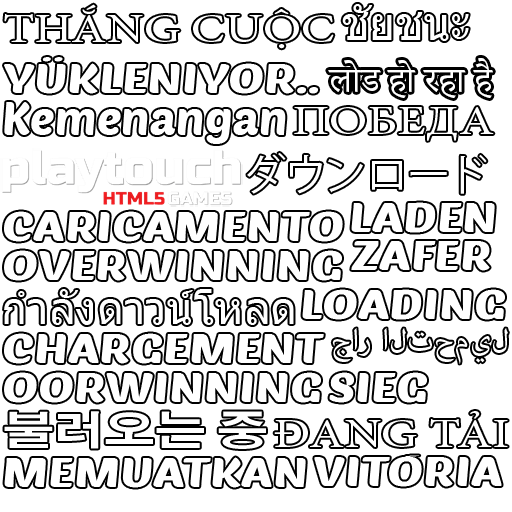 THẮNG CUỘC ชัยชนะ
YÜKLENIYOR.. लोड हो रहा है
Kemenangan ПОБЕДА
playtouch ダウンロード
HTML5 GAMES
CARICAMENTO LADEN
OVERWINNING ZAFER
กำลังดาวน์โหลด LOADING
CHARGEMENT جار التحميل
OORWINNING SIEG
불러오는 중 ĐANG TẢI
MEMUATKAN VITÓRIA